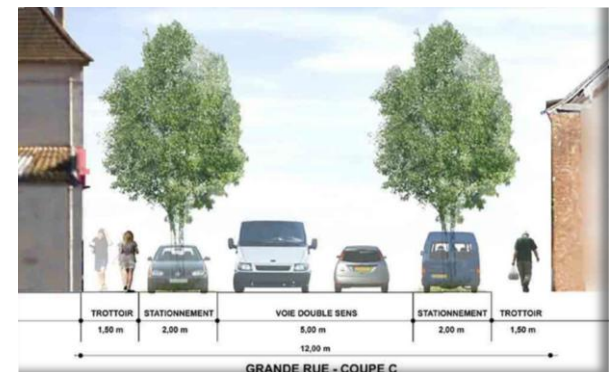 TROTTOIR STATIONNEMENT VOIE DOUBLE SENS STATIONNEMENT TROTTOIR
1,50 m 2,00 m 5,00 m 2,00 m 1,50 m
12,00 m
GRANDE RUE - COUPE C